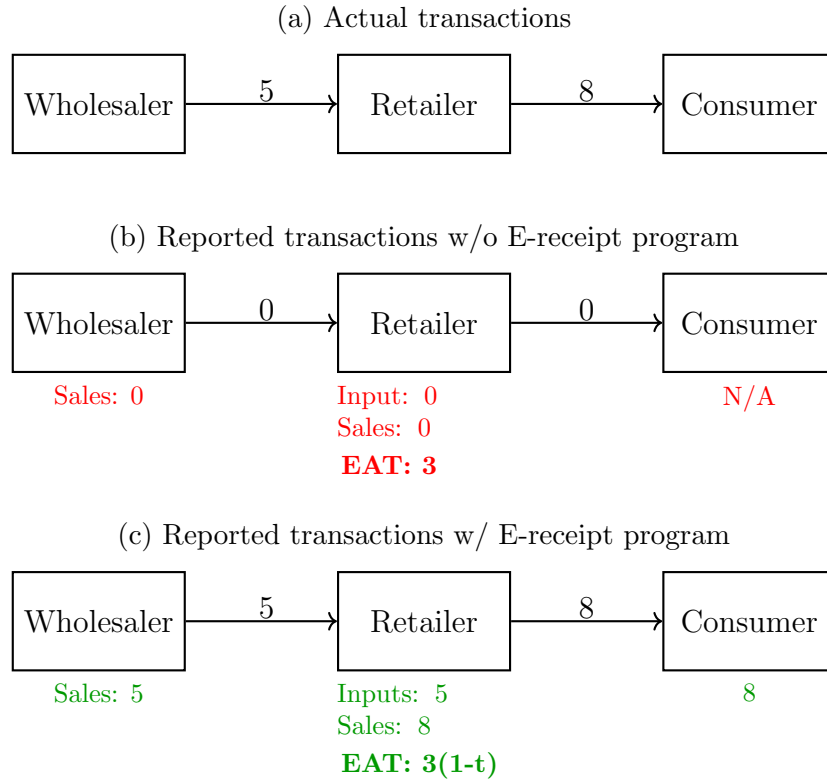 (a) Actual transactions
Wholesaler 5 Retailer 8 Consumer
(b) Reported transactions w/o E-receipt program
Wholesaler 0 Retailer 0 Consumer
Sales: 0 Input: 0 N/A
Sales: 0
EAT: 3
(c) Reported transactions w/ E-receipt program
Wholesaler 5 Retailer 8 Consumer
Sales: 5 Inputs: 5 8
Sales: 8
EAT: 3(1-t)